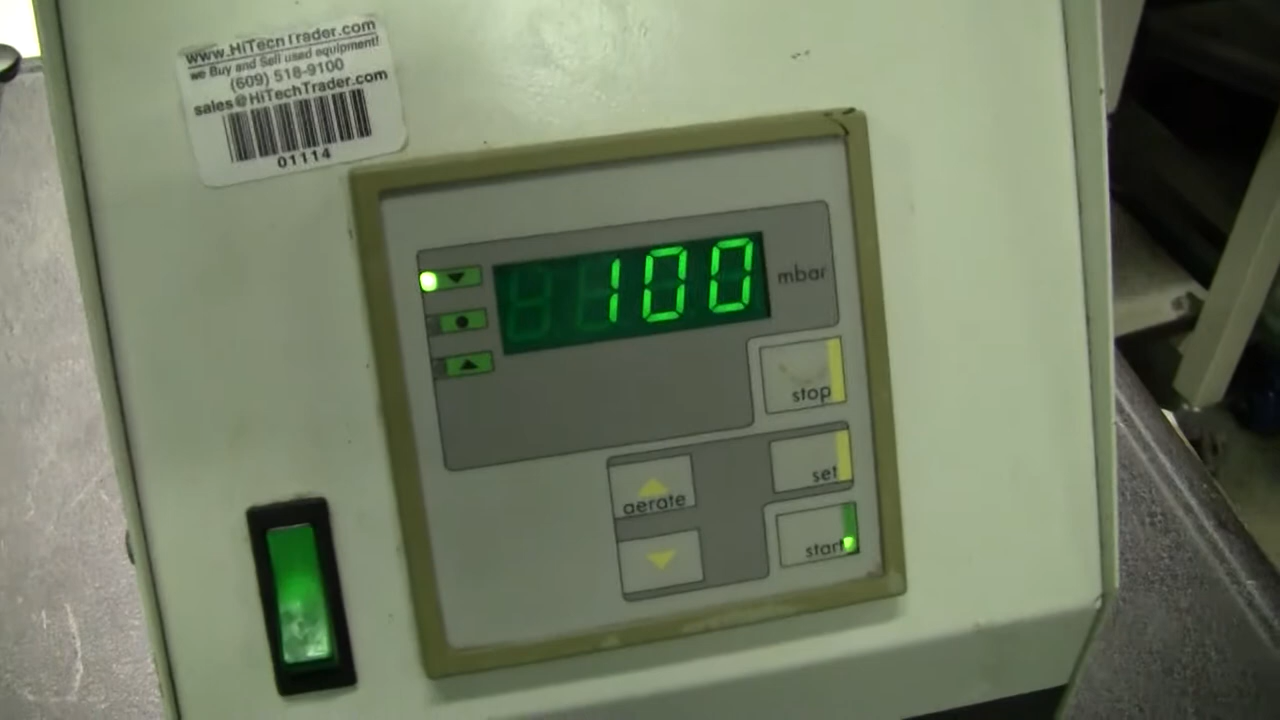 www.HiTechTrader.com
we Buy and Sell used equipment!
(609) 518-9100
sales@HiTechTrader.com
01114
100 mbar
stop
set
aerate
start